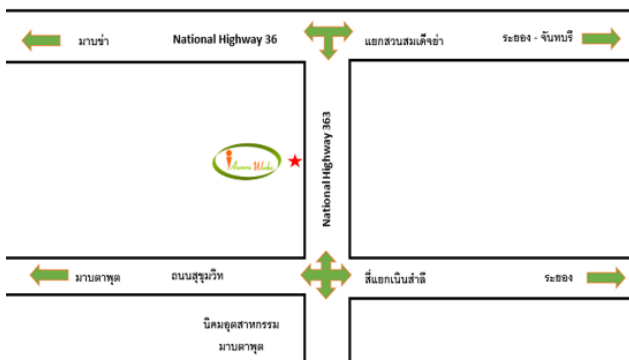 มาบข่า National Highway 36 แยกสวนสมเด็จย่า ระยอง - จันทบุรี
National Highway 363
มาบตาพุต ถนนสุขุมวิท สี่แยกเนินสำลี ระยอง
นิคมอุตสาหกรรม
มาบตาพุต